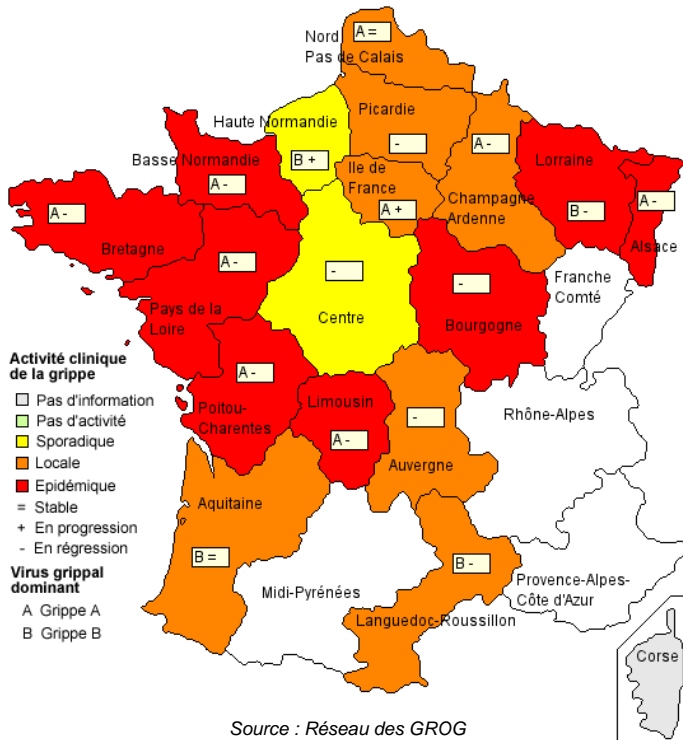 Nord
Pas de Calais
A =
Haute Normandie
Picardie
-
A -
B +
Basse Normandie
A -
Ile de
France
A +
Champagne
Ardenne
Lorraine
B -
A -
Alsace
A -
Bretagne
A -
Pays de la
Loire
-
Centre
-
Bourgogne
Franche
Comté
Activité clinique
de la grippe
Pas d'information
Pas d'activité
Sporadique
Locale
Epidémique
= Stable
+ En progression
- En régression
Virus grippal
dominant
A Grippe A
B Grippe B
A -
Poitou-
Charentes
Limousin
A -
-
Auvergne
Rhône-Alpes
Aquitaine
B =
Midi-Pyrénées
B -
Languedoc-Roussillon
Provence-Alpes-
Côte d'Azur
Corse
Source : Réseau des GROG